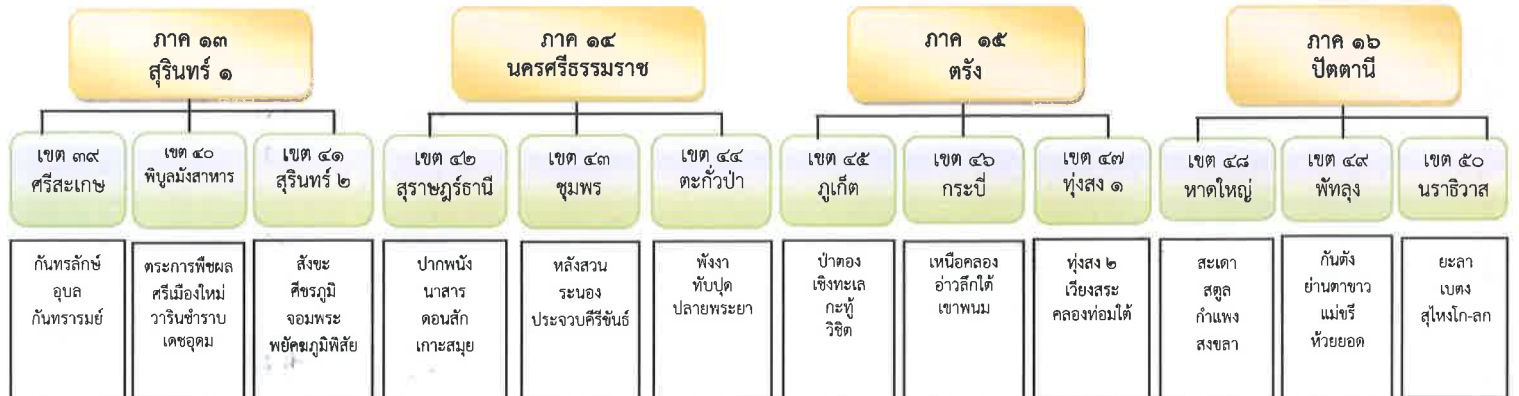 ภาค ๑๓
สุรินทร์ ๑
เขต ๓๙
ศรีสะเกษ
กันทรลักษ์
อุบล
กันทรารมย์
เขต ๔๐
พิบูลมังสาหาร
ตระการพืชผล
ศรีเมืองใหม่
วารินชำราบ
เดชอุดม
เขต ๔๑
สุรินทร์ ๒
สังขะ
ศีขรภูมิ
จอมพระ
พยัคฆภูมิพิสัย
ภาค ๑๔
นครศรีธรรมราช
เขต ๔๒
สุราษฎร์ธานี
ปากพนัง
นาสาร
ดอนสัก
เกาะสมุย
เขต ๔๓
ชุมพร
หลังสวน
ระนอง
ประจวบคีรีขันธ์
เขต ๔๔
ตะกั่วป่า
พังงา
ทับปุด
ปลายพระยา
ภาค ๑๕
ตรัง
เขต ๔๕
ภูเก็ต
ป่าตอง
เชิงทะเล
กะทู้
วิชิต
เขต ๔๖
กระบี่
เหนือคลอง
อ่าวลึกใต้
เขาพนม
เขต ๔๗
ทุ่งสง ๑
ทุ่งสง ๒
เวียงสระ
คลองท่อมใต้
ภาค ๑๖
ปัตตานี
เขต ๔๘
หาดใหญ่
สะเดา
สตูล
กำแพง
สงขลา
เขต ๔๙
พัทลุง
กันตัง
ย่านตาขาว
แม่ขรี
ห้วยยอด
เขต ๕๐
นราธิวาส
ยะลา
เบตง
สุไหงโก-ลก